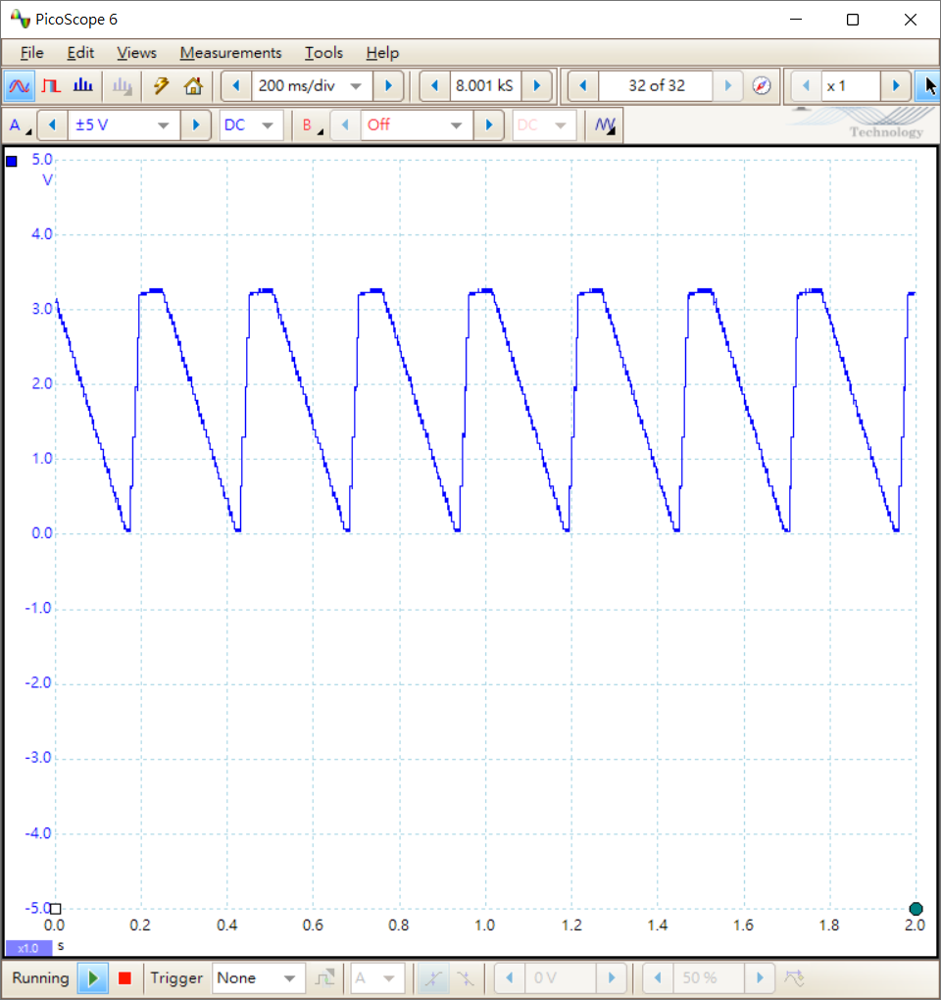 PicoScope 6
File Edit Views Measurements Tools Help
200 ms/div 8.001 kS 32 of 32 x 1
A ±5 V DC B Off DC
Technology
5.0
V
4.0
3.0
2.0
1.0
0.0
-1.0
-2.0
-3.0
-4.0
-5.0
0.0 0.2 0.4 0.6 0.8 1.0 1.2 1.4 1.6 1.8 2.0
x1.0 s
Running Trigger None A 0 V 50 %